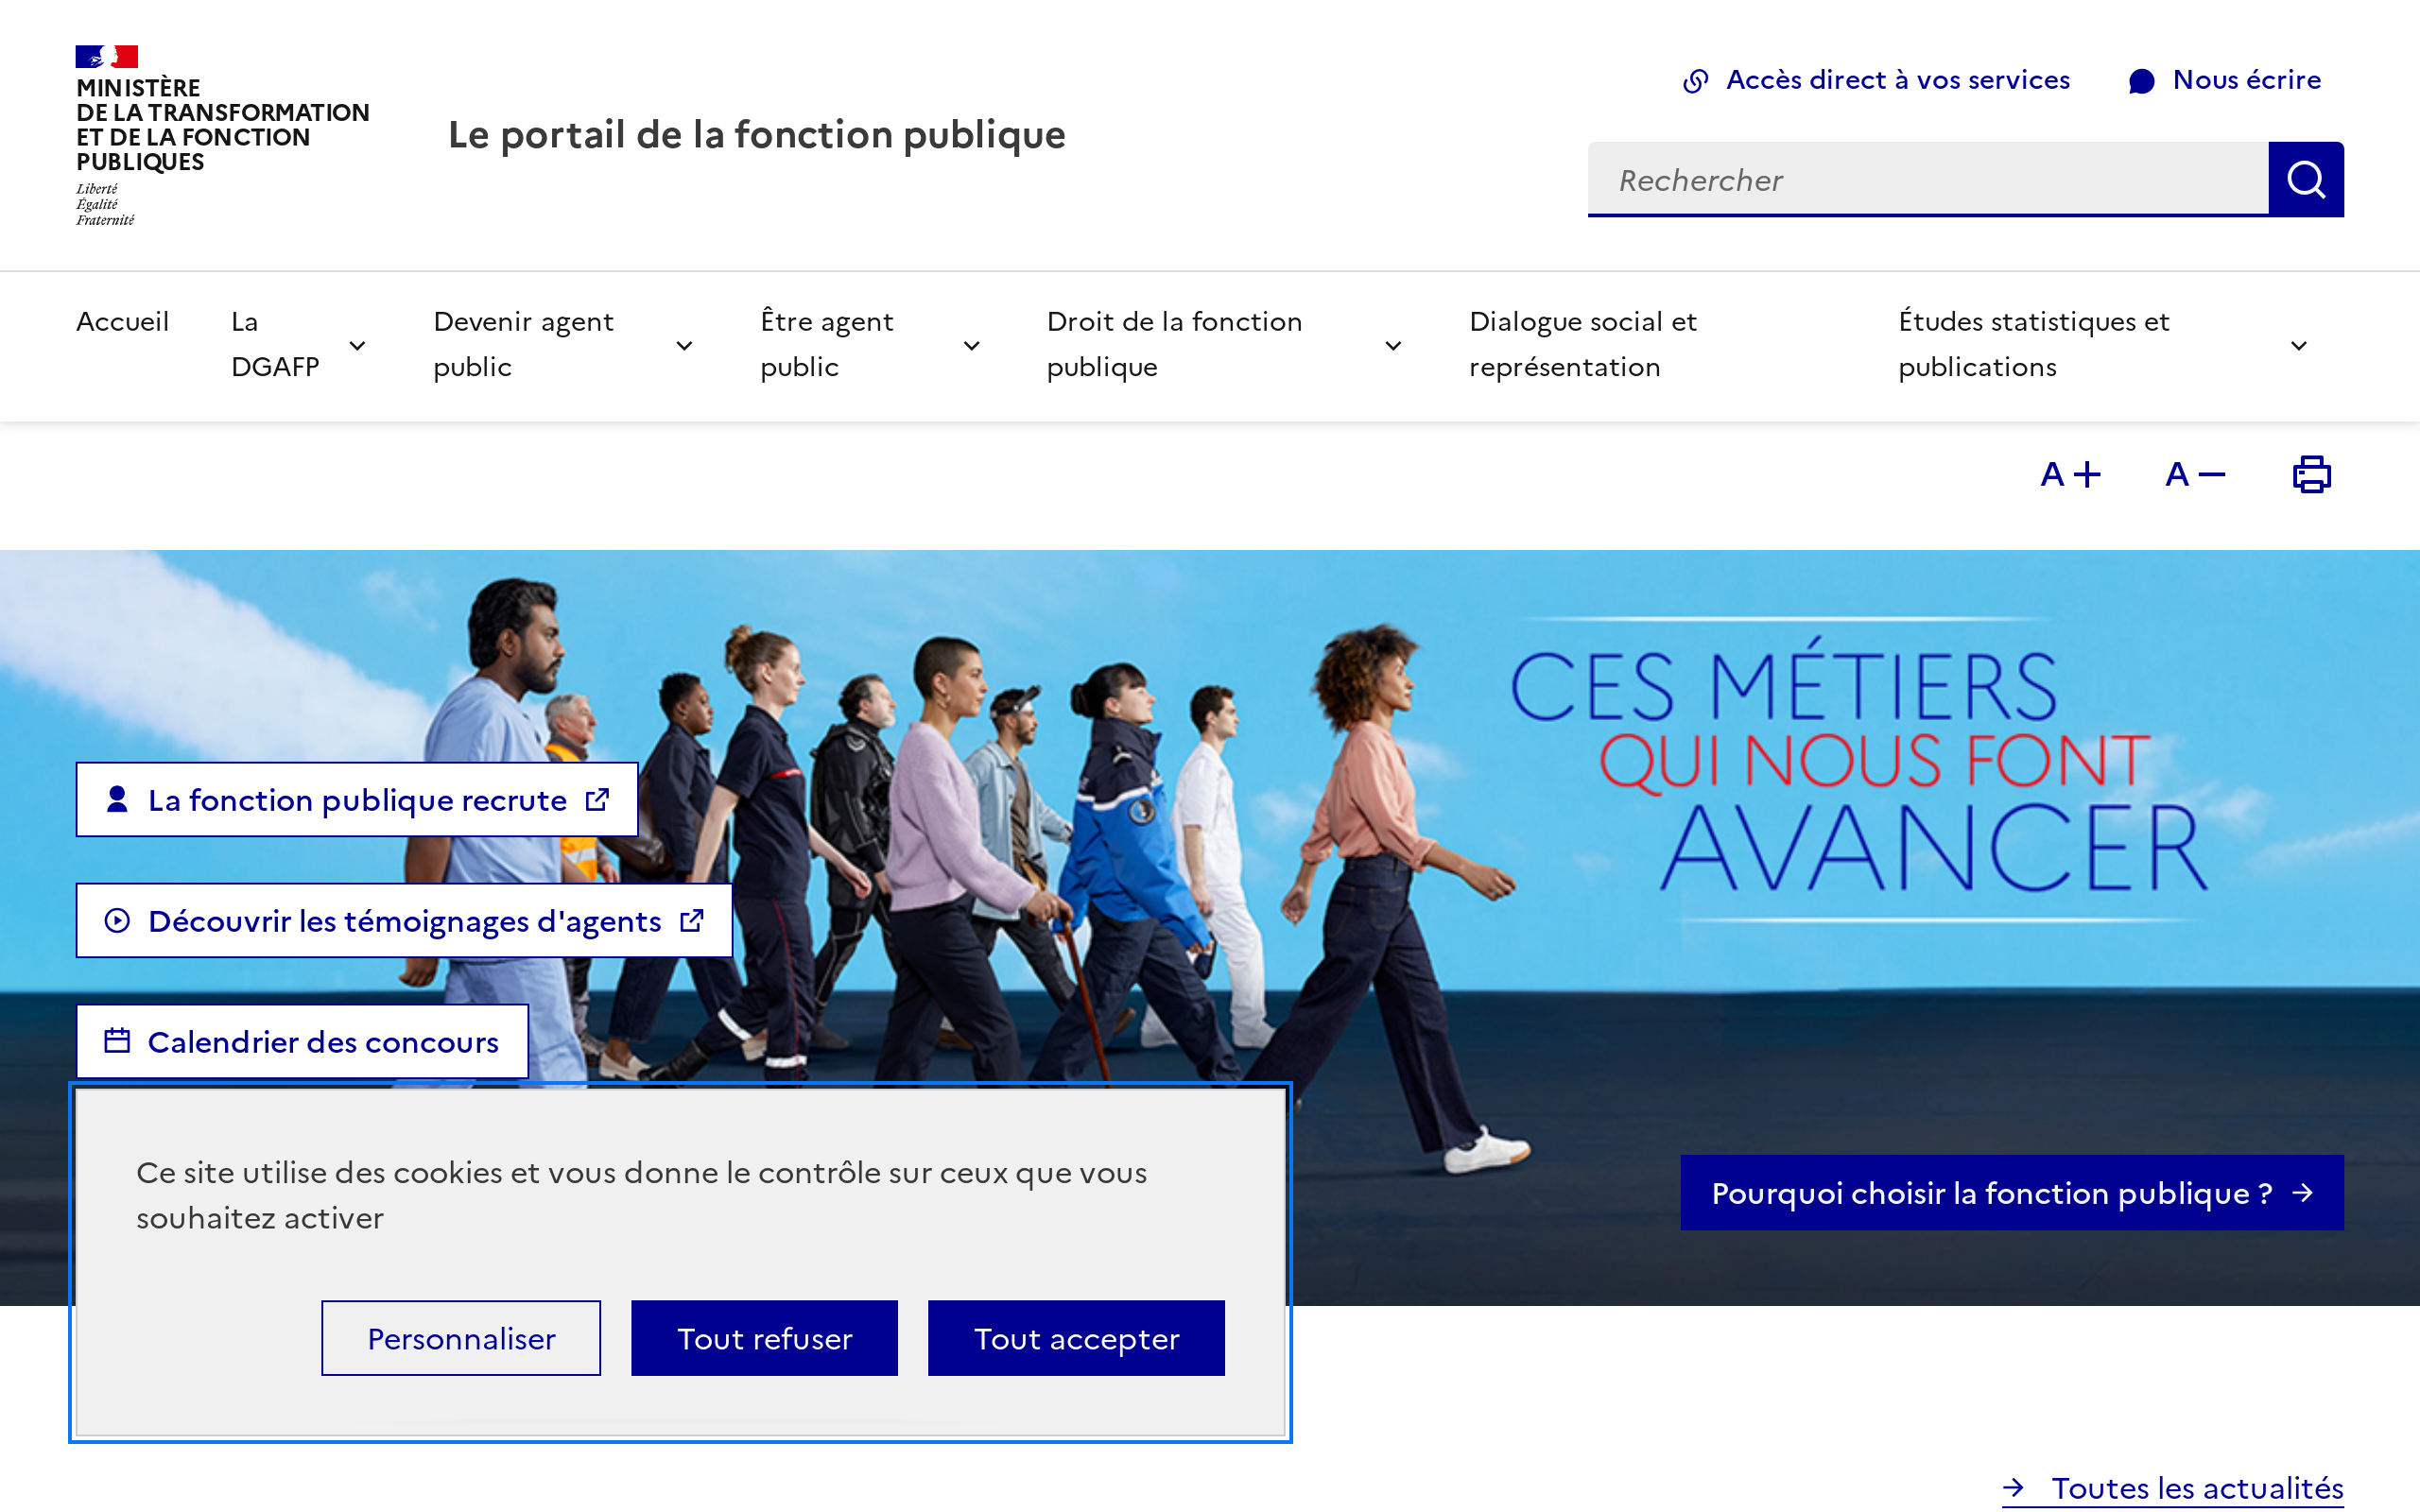 MINISTÈRE
DE LA TRANSFORMATION
ET DE LA FONCTION
PUBLIQUES
Liberté
Égalité
Fraternité
Le portail de la fonction publique
Accès direct à vos services
Nous écrire
Rechercher
Accueil
La
DGAFP
Devenir agent
public
Être agent
public
Droit de la fonction
publique
Dialogue social et
représentation
Études statistiques et
publications
A+
A−
CES MÉTIERS
QUI NOUS FONT
AVANCER
La fonction publique recrute
Découvrir les témoignages d'agents
Calendrier des concours
Pourquoi choisir la fonction publique ?
Ce site utilise des cookies et vous donne le contrôle sur ceux que vous
souhaitez activer
Personnaliser
Tout refuser
Tout accepter
Toutes les actualités